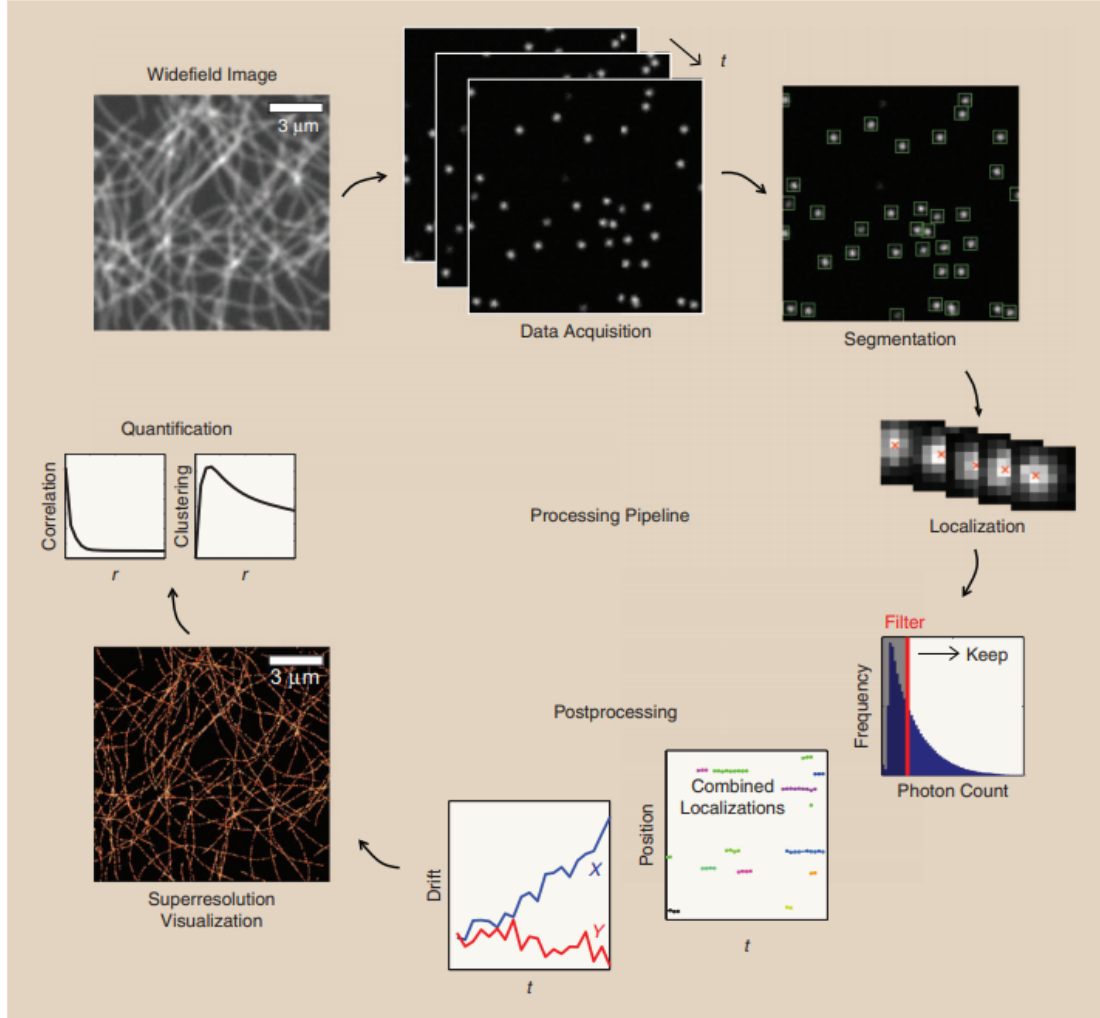 Widefield Image
3 μm
t
Data Acquisition
Segmentation
Localization
Processing Pipeline
Filter
Keep
Frequency
Photon Count
Postprocessing
Combined
Localizations
Position
t
X
Y
Drift
t
3 μm
Superresolution
Visualization
Quantification
Correlation
r
Clustering
r